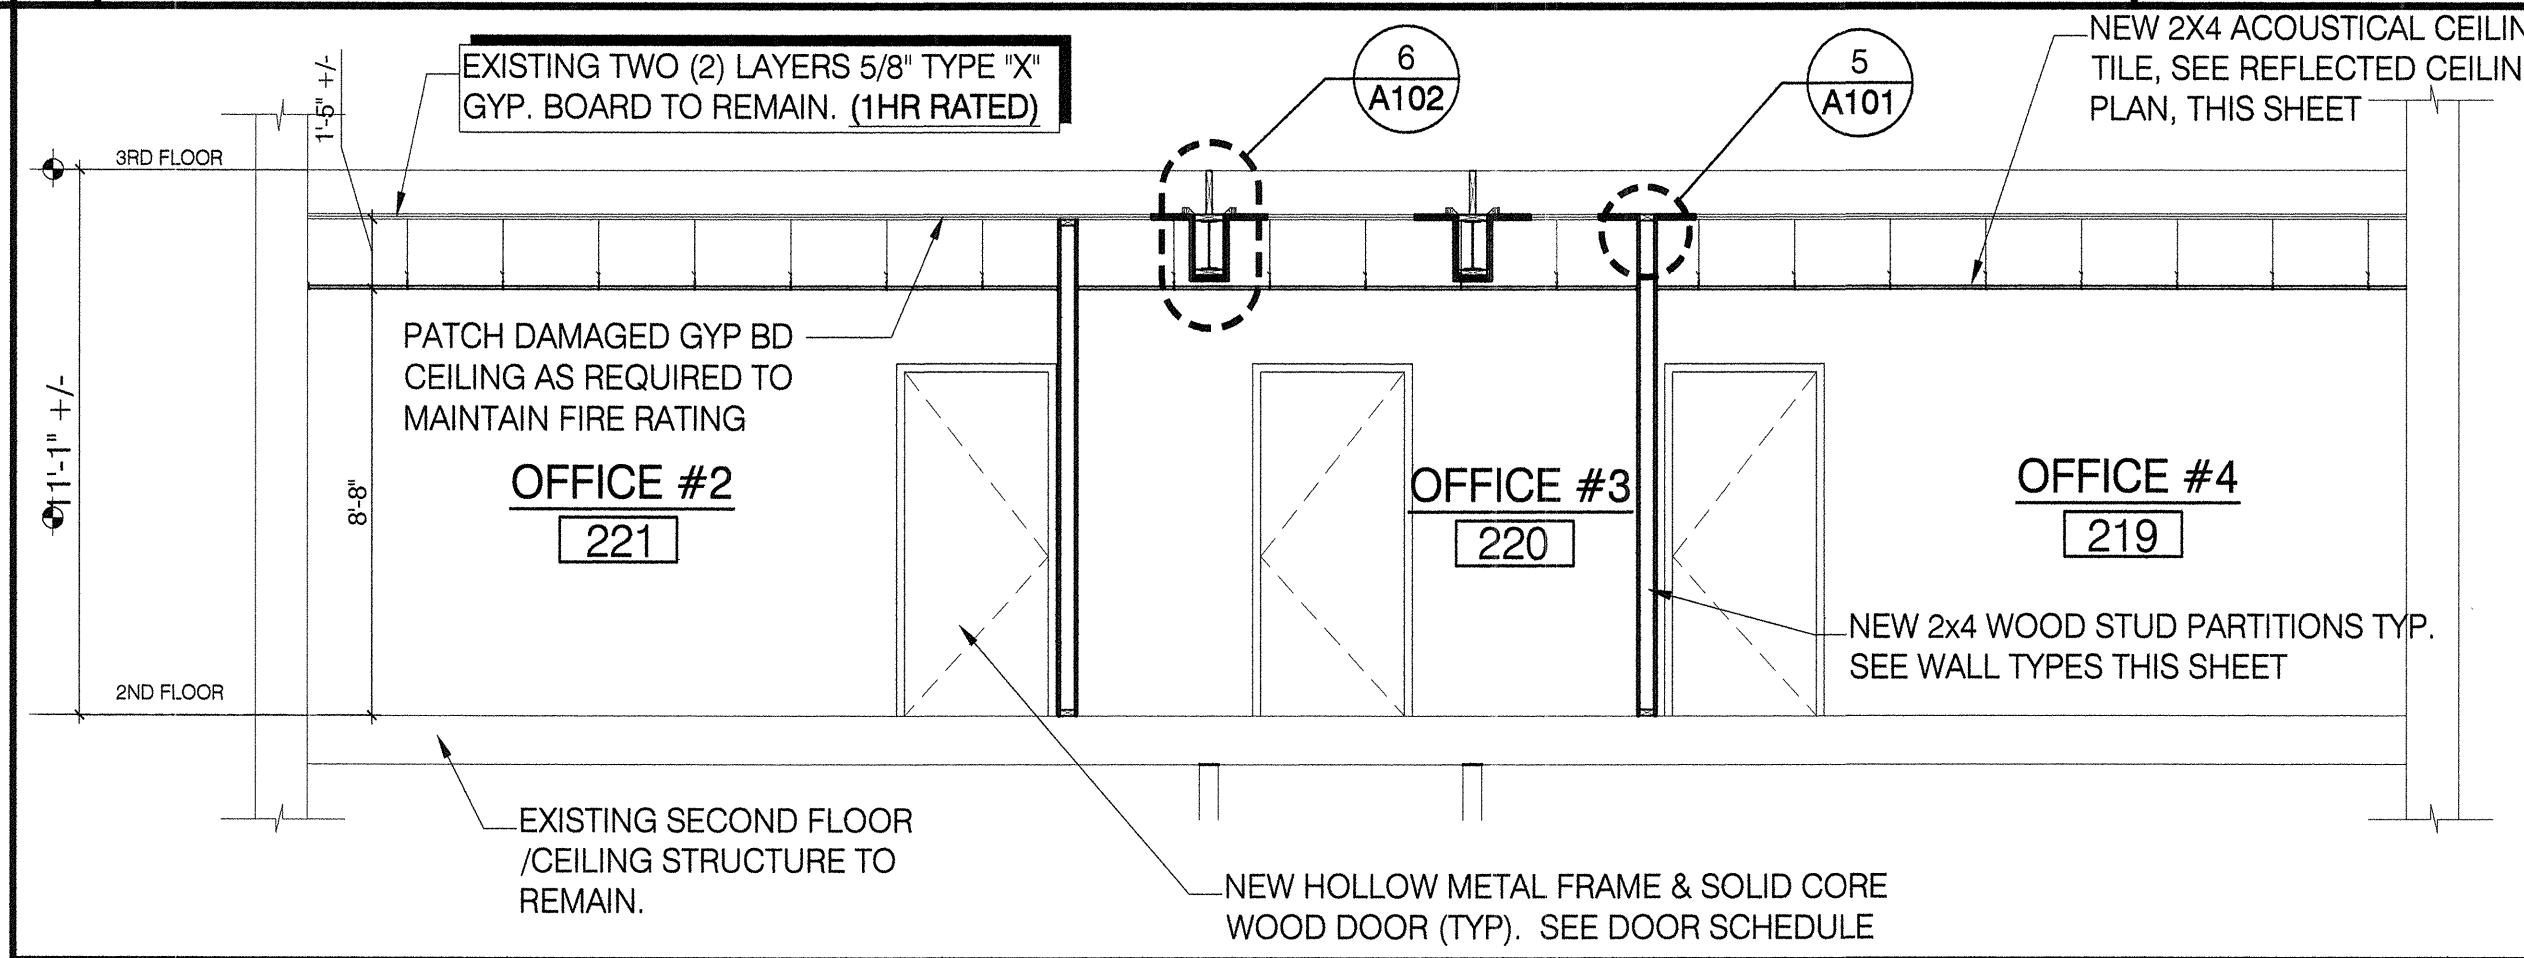 EXISTING TWO (2) LAYERS 5/8" TYPE "X"
GYP. BOARD TO REMAIN. (1HR RATED)
6
A102
5
A101
NEW 2X4 ACOUSTICAL CEILIN
TILE, SEE REFLECTED CEILIN
PLAN, THIS SHEET
1'-5" +/-
3RD FLOOR
PATCH DAMAGED GYP BD
CEILING AS REQUIRED TO
MAINTAIN FIRE RATING
11'-1" +/-
8'-8"
OFFICE #2
221
OFFICE #3
220
OFFICE #4
219
NEW 2x4 WOOD STUD PARTITIONS TYP.
SEE WALL TYPES THIS SHEET
2ND FLOOR
EXISTING SECOND FLOOR
/CEILING STRUCTURE TO
REMAIN.
NEW HOLLOW METAL FRAME & SOLID CORE
WOOD DOOR (TYP).  SEE DOOR SCHEDULE